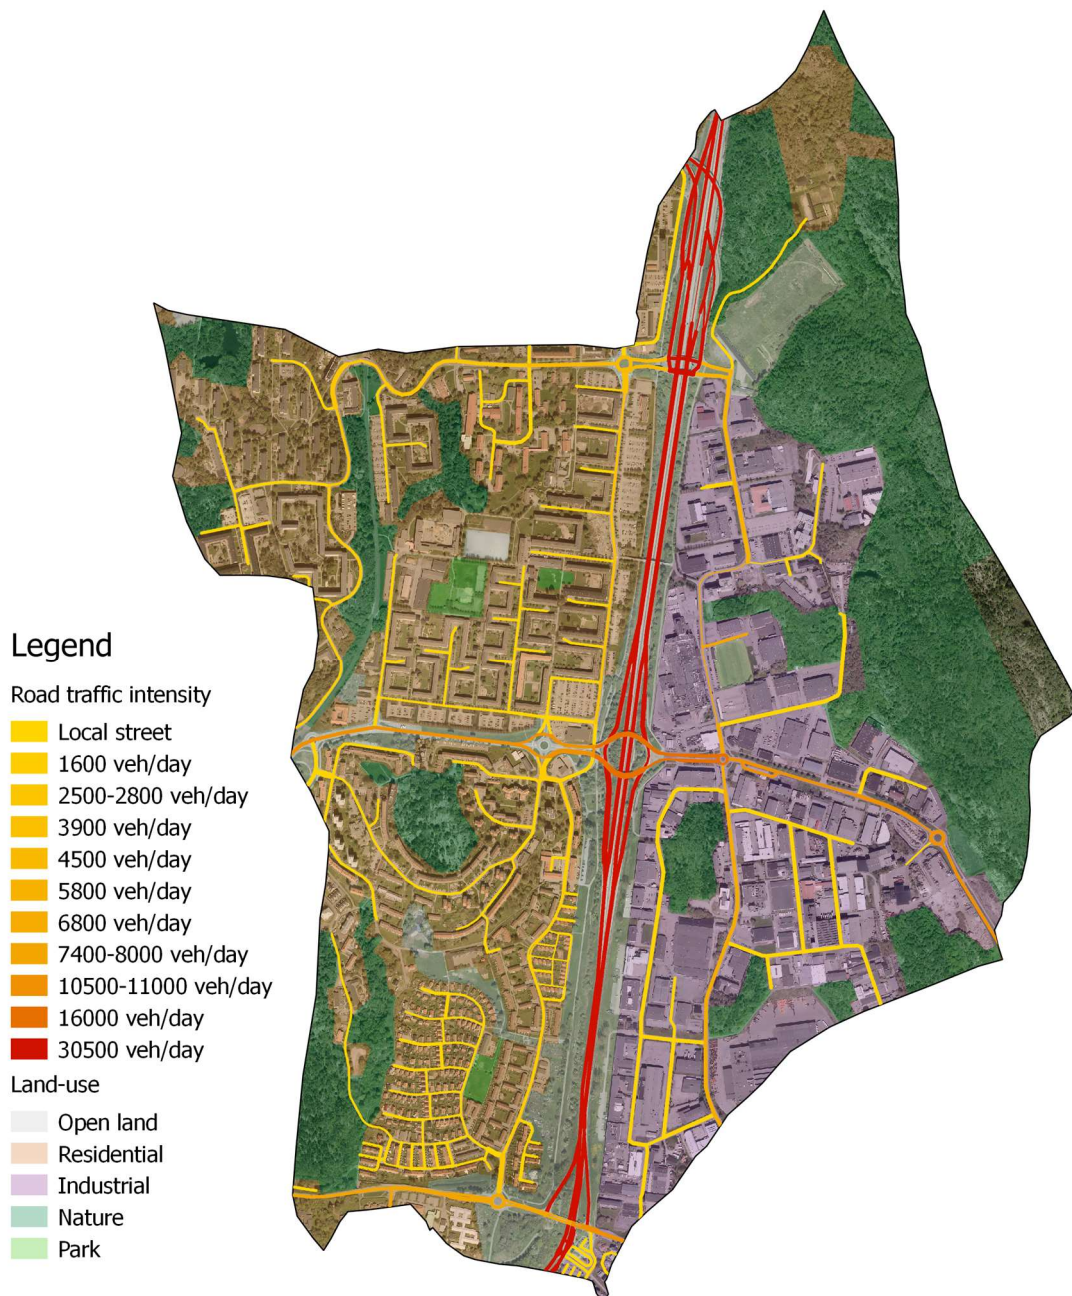 Legend
Road traffic intensity
Local street
1600 veh/day
2500-2800 veh/day
3900 veh/day
4500 veh/day
5800 veh/day
6800 veh/day
7400-8000 veh/day
10500-11000 veh/day
16000 veh/day
30500 veh/day
Land-use
Open land
Residential
Industrial
Nature
Park